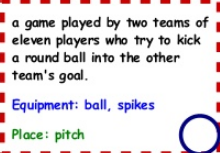 a game played by two teams of
eleven players who try to kick
a round ball into the other
team's goal.
Equipment: ball, spikes
Place: pitch